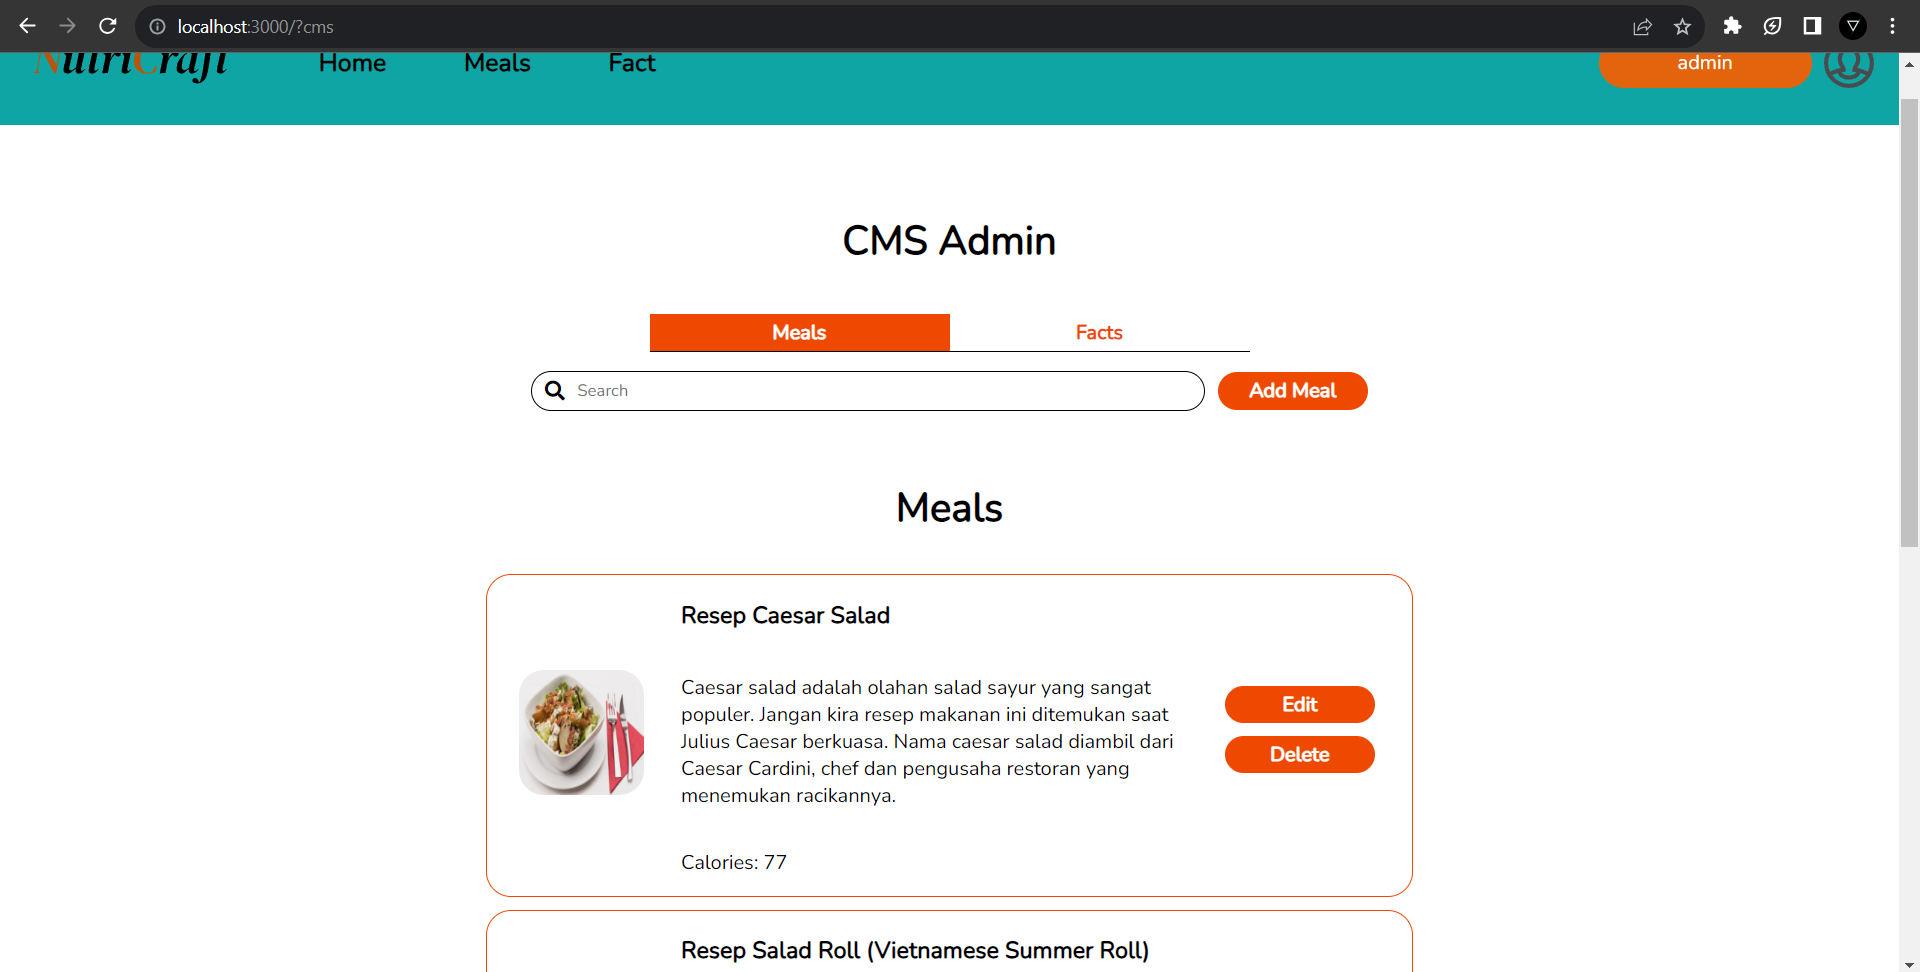 localhost:3000/?cms
NutriCraft
Home
Meals
Fact
admin
CMS Admin
Meals
Facts
Search
Add Meal
Meals
Resep Caesar Salad
Caesar salad adalah olahan salad sayur yang sangat
populer. Jangan kira resep makanan ini ditemukan saat
Julius Caesar berkuasa. Nama caesar salad diambil dari
Caesar Cardini, chef dan pengusaha restoran yang
menemukan racikannya.
Calories: 77
Edit
Delete
Resep Salad Roll (Vietnamese Summer Roll)